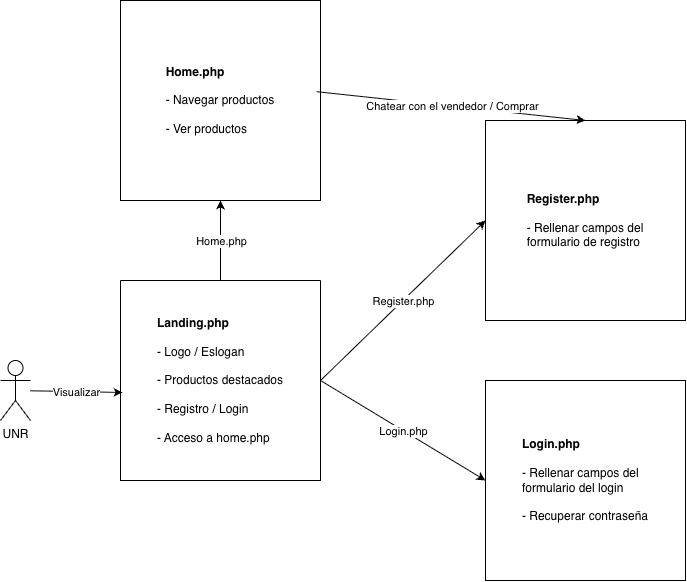 Home.php
- Navegar productos
- Ver productos
Chatear con el vendedor / Comprar
Register.php
- Rellenar campos del
formulario de registro
Home.php
Register.php
Landing.php
- Logo / Eslogan
- Productos destacados
- Registro / Login
- Acceso a home.php
Visualizar
UNR
Login.php
Login.php
- Rellenar campos del
formulario del login
- Recuperar contraseña